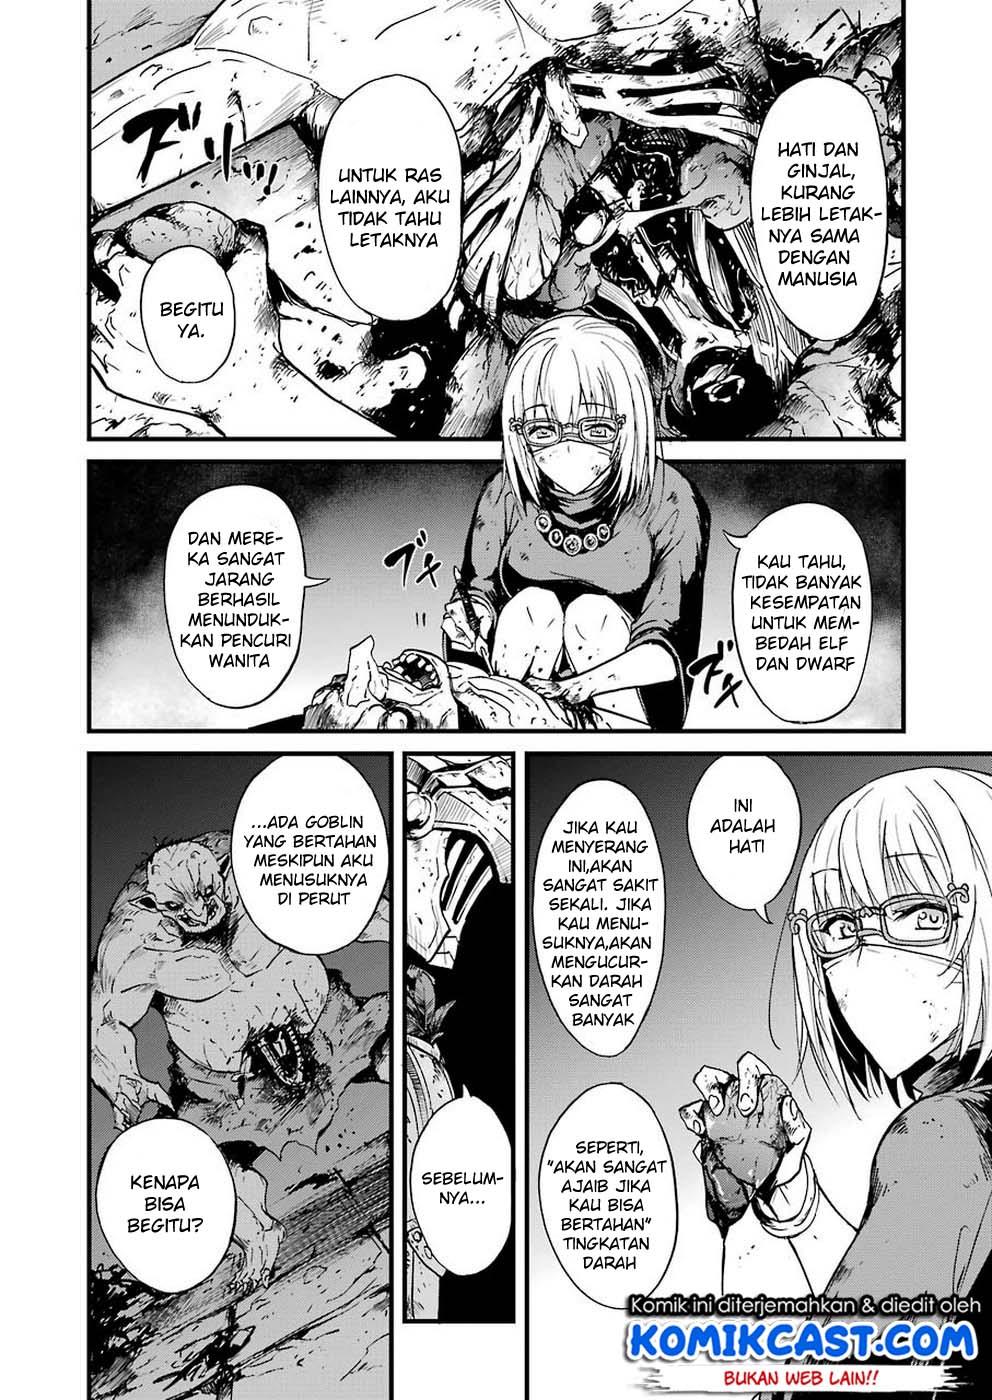 HATI DAN
GINJAL,
KURANG
LEBIH LETAK-
NYA SAMA
DENGAN
MANUSIA
UNTUK RAS
LAINNYA, AKU
TIDAK TAHU
LETAKNYA
BEGITU
YA.
ドッ
ズッ!!
KAU TAHU,
TIDAK BANYAK
KESEMPATAN
UNTUK MEM-
BEDAH ELF
DAN DWARF
DAN MERE-
KA SANGAT
JARANG
BERHASIL
MENUNDUK-
KAN PENCURI
WANITA
INI
ADALAH
HATI
JIKA KAU
MENYERANG
INI,AKAN
SANGAT SAKIT
SEKALI. JIKA
KAU MENU-
SUKNYA,AKAN
MENGUCUR-
KAN DARAH
SANGAT
BANYAK
SEPERTI,
"AKAN SANGAT
AJAIB JIKA
KAU BISA
BERTAHAN"
TINGKATAN
DARAH
SEBELUM-
NYA...
...ADA GOBLIN
YANG BERTAHAN
MESKIPUN AKU
MENUSUKNYA
DI PERUT
KENAPA
BISA
BEGITU?
Komik ini diterjemahkan & diedit oleh
KOMIKCAST.COM
BUKAN WEB LAIN!!